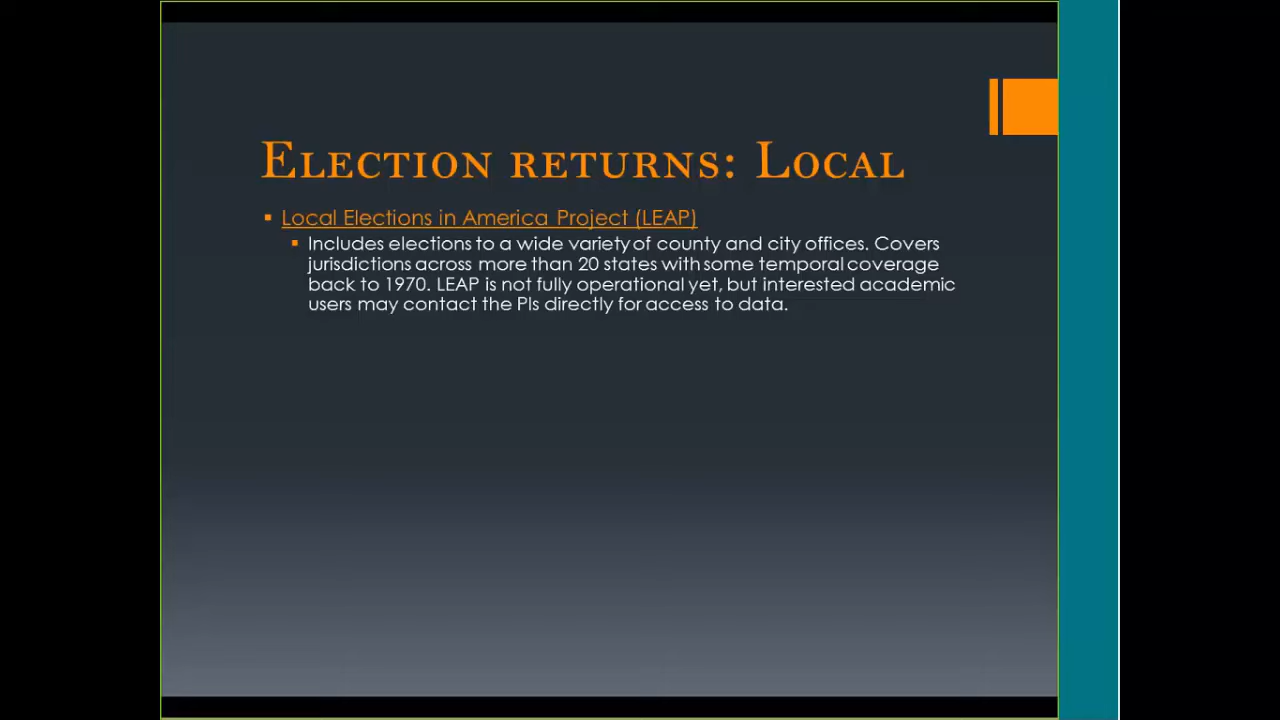 Election returns: Local
Local Elections in America Project (LEAP)
Includes elections to a wide variety of county and city offices. Covers
jurisdictions across more than 20 states with some temporal coverage
back to 1970. LEAP is not fully operational yet, but interested academic
users may contact the PIs directly for access to data.